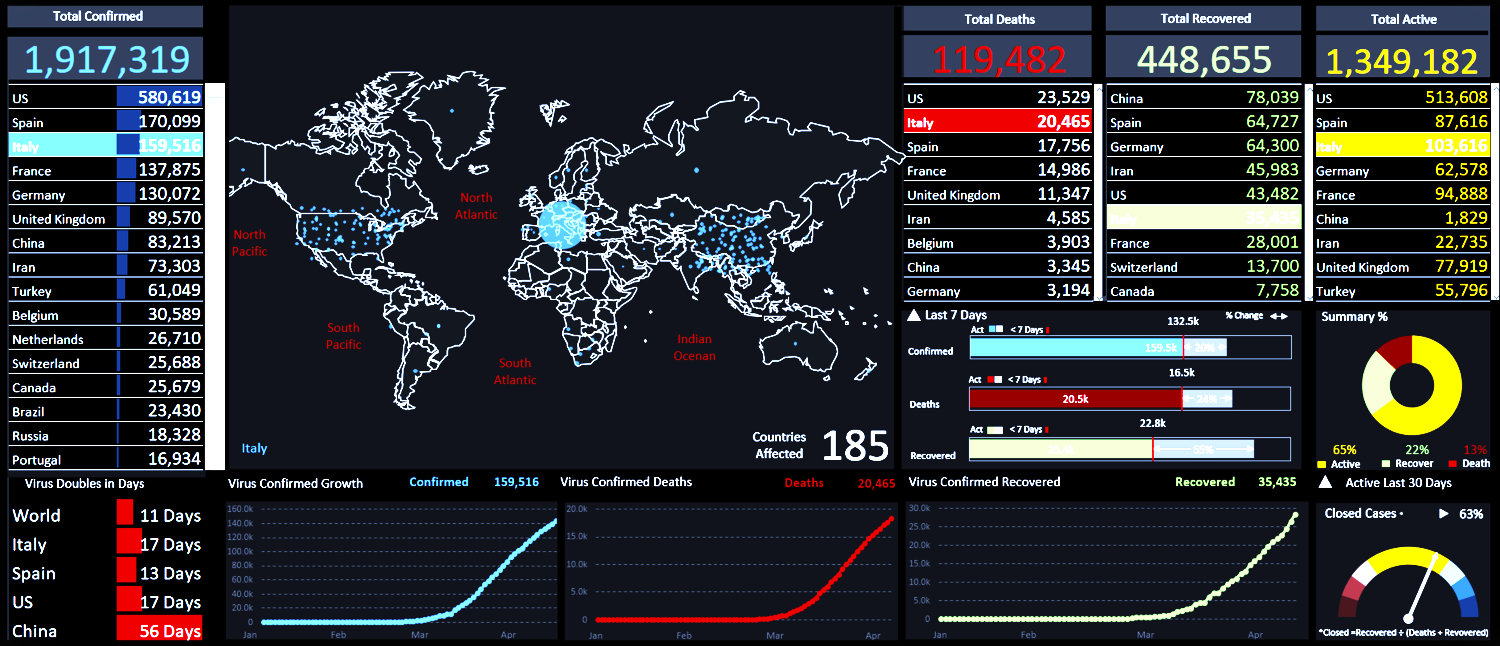 Total Confirmed
1,917,319
US 580,619
Spain 170,099
Italy 159,516
France 137,875
Germany 130,072
United Kingdom 89,570
China 83,213
Iran 73,303
Turkey 61,049
Belgium 30,589
Netherlands 26,710
Switzerland 25,688
Canada 25,679
Brazil 23,430
Russia 18,328
Portugal 16,934
North Pacific
North Atlantic
South Pacific
South Atlantic
Indian Ocenan
Italy
Countries Affected 185
Total Deaths
119,482
US 23,529
Italy 20,465
Spain 17,756
France 14,986
United Kingdom 11,347
Iran 4,585
Belgium 3,903
China 3,345
Germany 3,194
Total Recovered
448,655
China 78,039
Spain 64,727
Germany 64,300
Iran 45,983
US 43,482
Italy 35,435
France 28,001
Switzerland 13,700
Canada 7,758
Total Active
1,349,182
US 513,608
Spain 87,616
Italy 103,616
Germany 62,578
France 94,888
China 1,829
Iran 22,735
United Kingdom 77,919
Turkey 55,796
Last 7 Days
% Change
132.5k
Act < 7 Days
Confirmed 159.5k 20%
16.5k
Act < 7 Days
Deaths 20.5k 24%
22.8k
Act < 7 Days
Recovered 55%
Summary %
65% 22% 13%
Active Recover Death
Virus Doubles in Days
World 11 Days
Italy 17 Days
Spain 13 Days
US 17 Days
China 56 Days
Virus Confirmed Growth Confirmed 159,516
160.0k
140.0k
120.0k
100.0k
80.0k
60.0k
40.0k
20.0k
0
Jan Feb Mar Apr
Virus Confirmed Deaths Deaths 20,465
20.0k
15.0k
10.0k
5.0k
0
Jan Feb Mar Apr
Virus Confirmed Recovered Recovered 35,435
30.0k
25.0k
20.0k
15.0k
10.0k
5.0k
0
Jan Feb Mar Apr
Active Last 30 Days
Closed Cases • 63%
*Closed =Recovered ÷ (Deaths + Revovered)